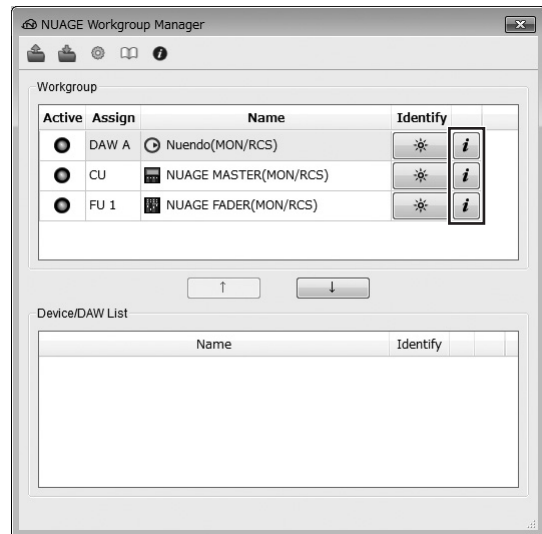 NUAGE Workgroup Manager
Workgroup
Active Assign Name Identify
DAW A Nuendo(MON/RCS) i
CU NUAGE MASTER(MON/RCS) i
FU 1 NUAGE FADER(MON/RCS) i
↑ ↓
Device/DAW List
Name Identify